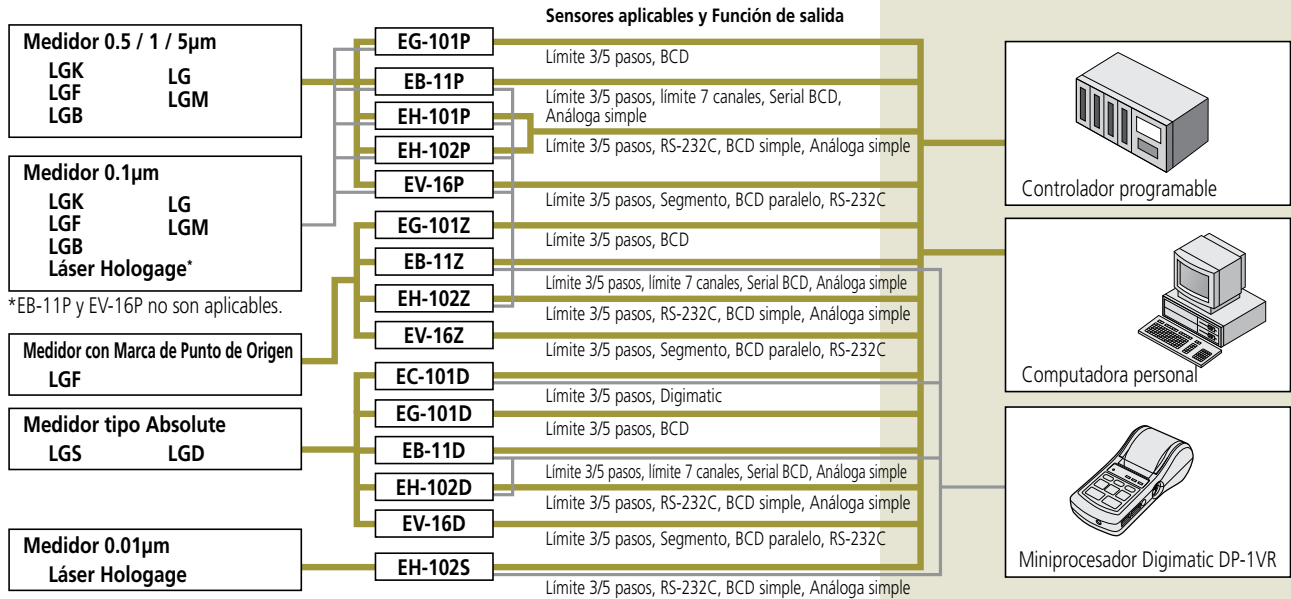 Sensores aplicables y Función de salida
Medidor 0.5 / 1 / 5µm
LGK LG
LGF LGM
LGB
Medidor 0.1µm
LGK LG
LGF LGM
LGB
Láser Hologage*
*EB-11P y EV-16P no son aplicables.
Medidor con Marca de Punto de Origen
LGF
Medidor tipo Absolute
LGS LGD
Medidor 0.01µm
Láser Hologage
EG-101P
Límite 3/5 pasos, BCD
EB-11P
Límite 3/5 pasos, límite 7 canales, Serial BCD,
Análoga simple
EH-101P
EH-102P
Límite 3/5 pasos, RS-232C, BCD simple, Análoga simple
EV-16P
Límite 3/5 pasos, Segmento, BCD paralelo, RS-232C
EG-101Z
Límite 3/5 pasos, BCD
EB-11Z
Límite 3/5 pasos, límite 7 canales, Serial BCD, Análoga simple
EH-102Z
Límite 3/5 pasos, RS-232C, BCD simple, Análoga simple
EV-16Z
Límite 3/5 pasos, Segmento, BCD paralelo, RS-232C
EC-101D
Límite 3/5 pasos, Digimatic
EG-101D
Límite 3/5 pasos, BCD
EB-11D
Límite 3/5 pasos, límite 7 canales, Serial BCD, Análoga simple
EH-102D
Límite 3/5 pasos, RS-232C, BCD simple, Análoga simple
EV-16D
Límite 3/5 pasos, Segmento, BCD paralelo, RS-232C
EH-102S
Límite 3/5 pasos, RS-232C, BCD simple, Análoga simple
Controlador programable
Computadora personal
Miniprocesador Digimatic DP-1VR